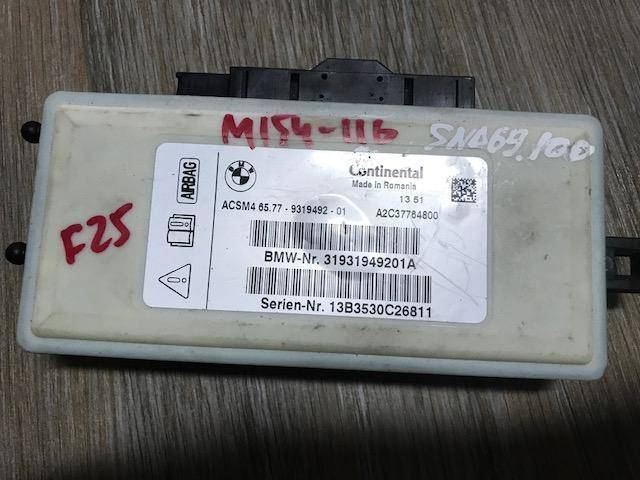 M154-116
SNA69.100
F25
AIRBAG
BMW
Continental
Made in Romania
13 51
ACSM4 65.77 - 9319492 - 01 A2C37764800
BMW-Nr. 31931949201A
Serien-Nr. 13B3530C26811